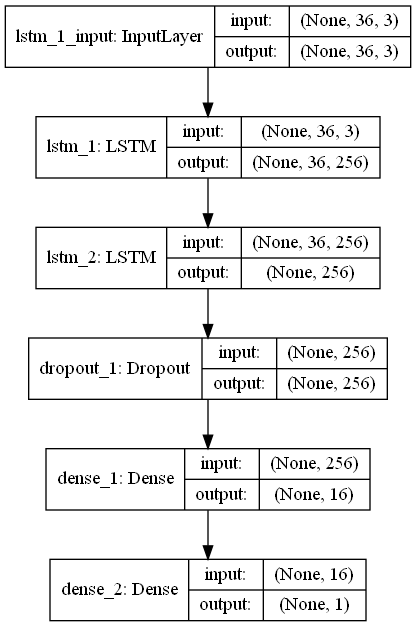 lstm_1_input: InputLayer
input: (None, 36, 3)
output: (None, 36, 3)
lstm_1: LSTM
input: (None, 36, 3)
output: (None, 36, 256)
lstm_2: LSTM
input: (None, 36, 256)
output: (None, 256)
dropout_1: Dropout
input: (None, 256)
output: (None, 256)
dense_1: Dense
input: (None, 256)
output: (None, 16)
dense_2: Dense
input: (None, 16)
output: (None, 1)